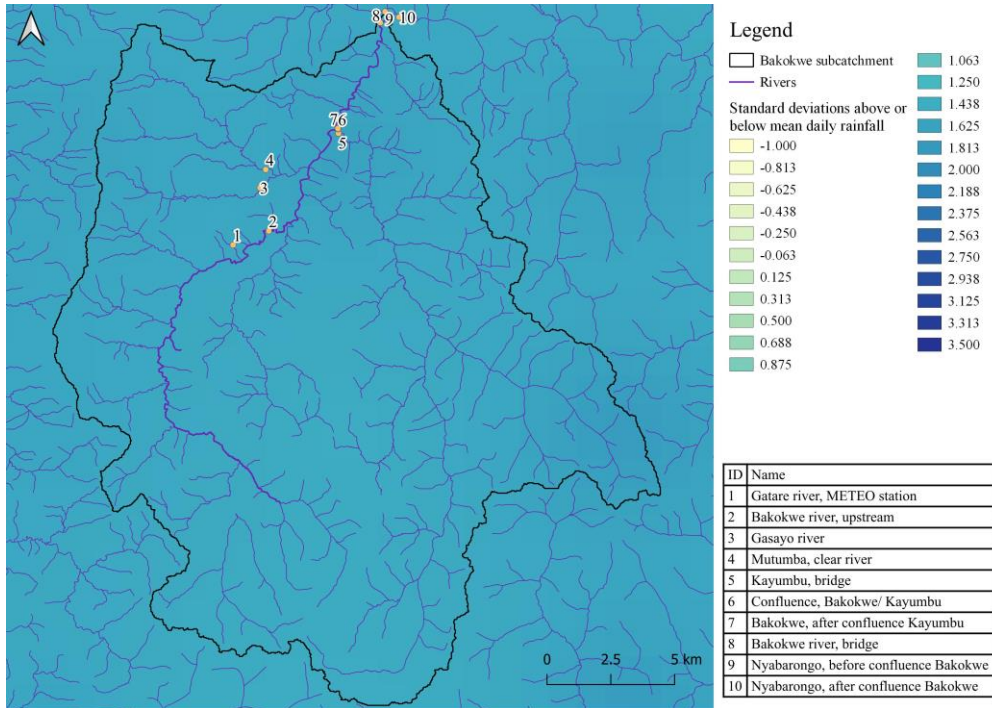 8 9 10
7 6
5
4
3
2
1
0 2.5 5 km
Legend
Bakokwe subcatchment
Rivers
Standard deviations above or
below mean daily rainfall
-1.000
-0.813
-0.625
-0.438
-0.250
-0.063
0.125
0.313
0.500
0.688
0.875
1.063
1.250
1.438
1.625
1.813
2.000
2.188
2.375
2.563
2.750
2.938
3.125
3.313
3.500
ID Name
1 Gatare river, METEO station
2 Bakokwe river, upstream
3 Gasayo river
4 Mutumba, clear river
5 Kayumbu, bridge
6 Confluence, Bakokwe/ Kayumbu
7 Bakokwe, after confluence Kayumbu
8 Bakokwe river, bridge
9 Nyabarongo, before confluence Bakokwe
10 Nyabarongo, after confluence Bakokwe